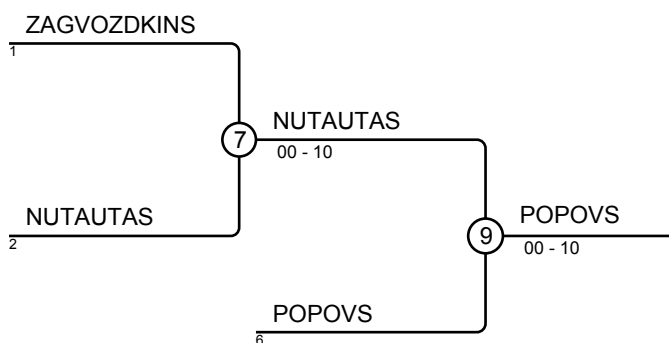 ZAGVOZDKINS
1
7
NUTAUTAS
00 - 10
NUTAUTAS
2
9
POPOVS
00 - 10
POPOVS
6